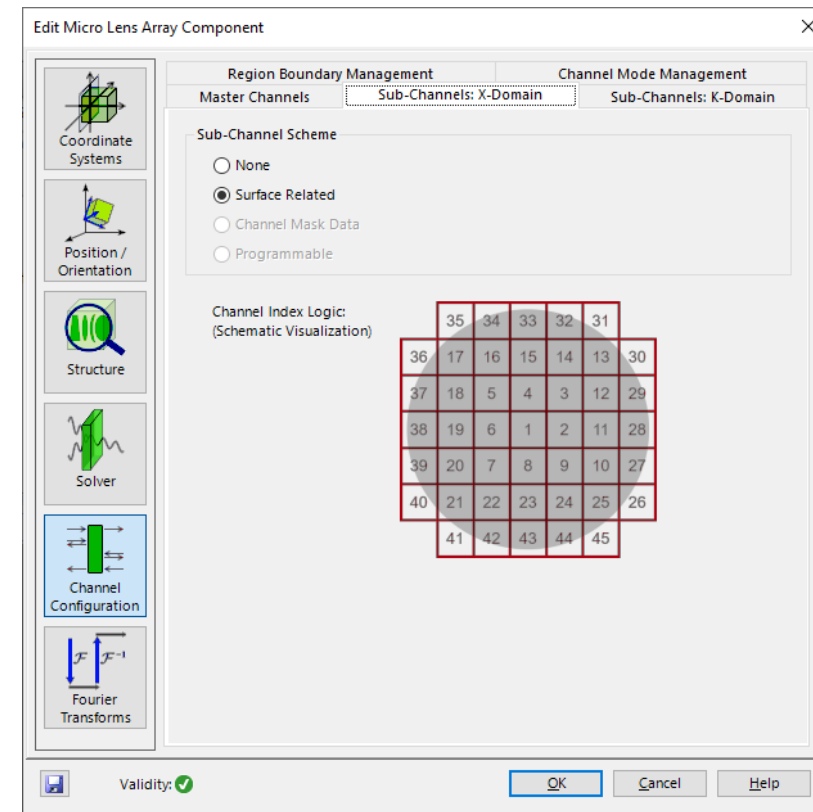 Edit Micro Lens Array Component
Region Boundary Management
Channel Mode Management
Master Channels
Sub-Channels: X-Domain
Sub-Channels: K-Domain
Coordinate
Systems
Position /
Orientation
Structure
Solver
Channel
Configuration
ℱ ℱ⁻¹
Fourier
Transforms
Sub-Channel Scheme
None
Surface Related
Channel Mask Data
Programmable
Channel Index Logic:
(Schematic Visualization)
35 34 33 32 31
36 17 16 15 14 13 30
37 18 5 4 3 12 29
38 19 6 1 2 11 28
39 20 7 8 9 10 27
40 21 22 23 24 25 26
41 42 43 44 45
Validity:
OK
Cancel
Help